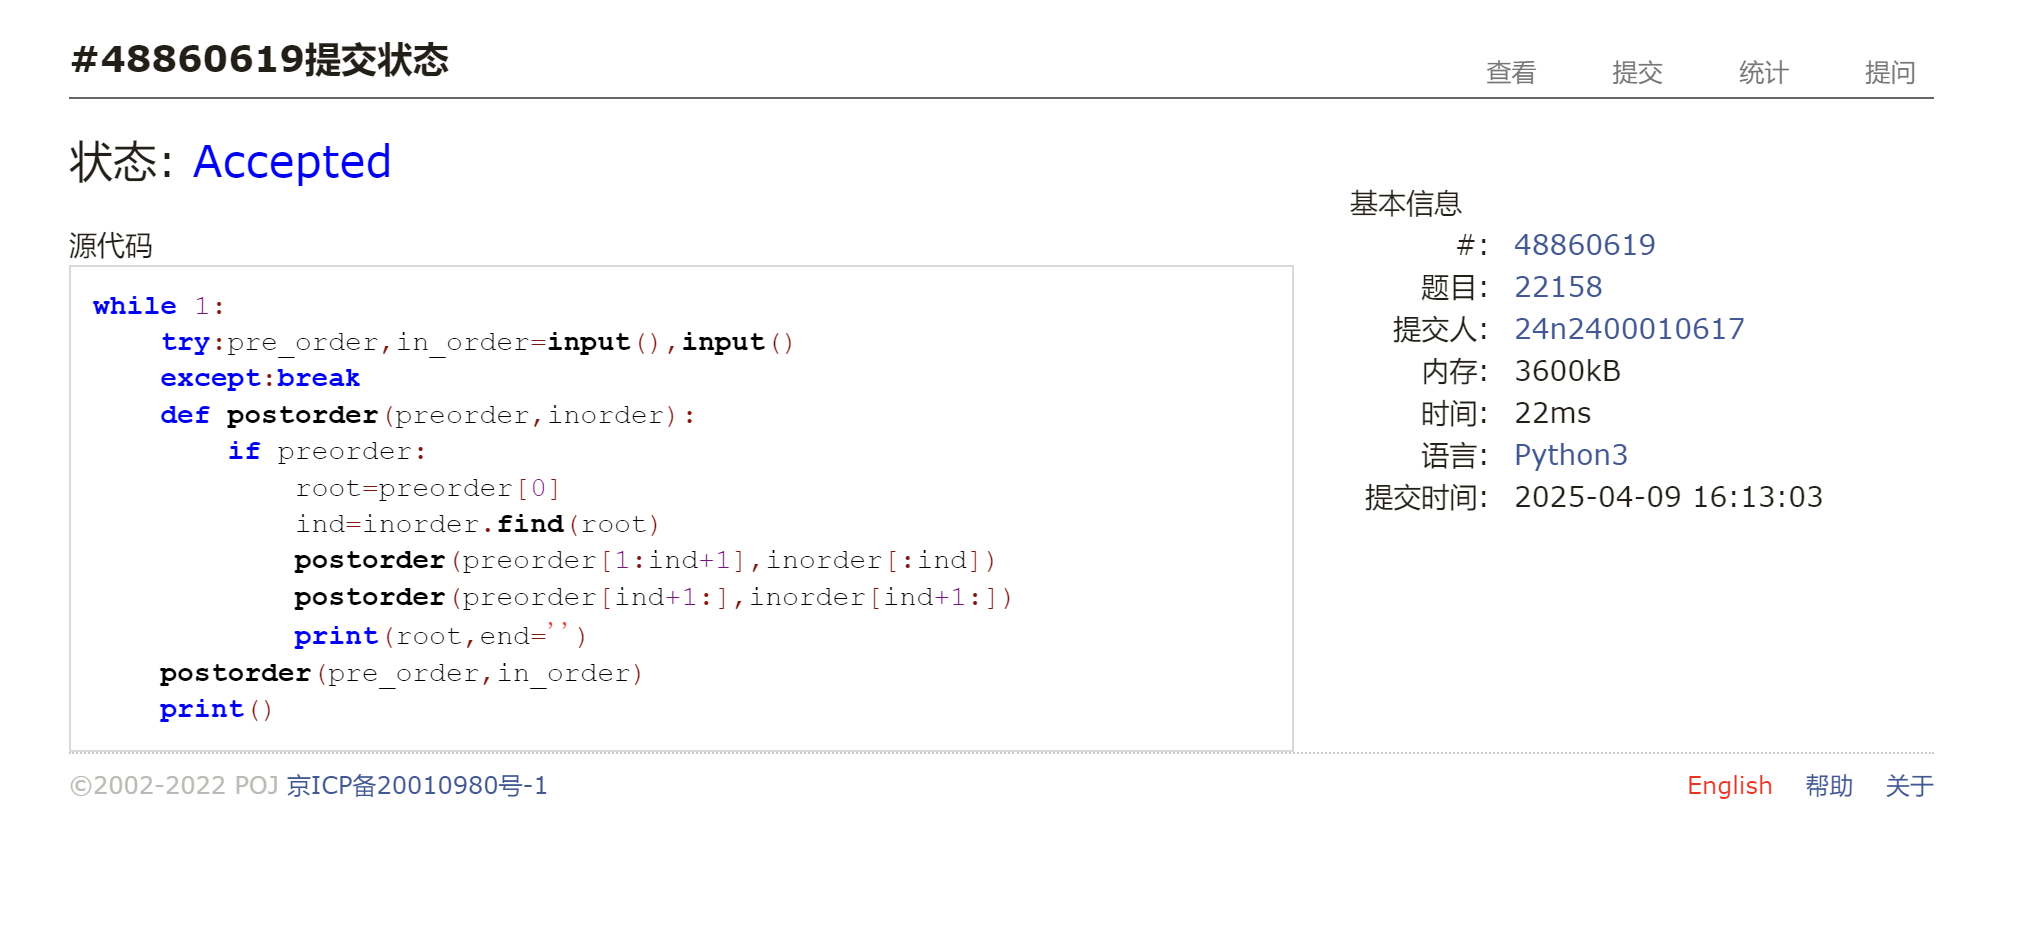 #48860619提交状态
查看 提交 统计 提问
状态: Accepted
源代码
while 1:
    try:pre_order,in_order=input(),input()
    except:break
    def postorder(preorder,inorder):
        if preorder:
            root=preorder[0]
            ind=inorder.find(root)
            postorder(preorder[1:ind+1],inorder[:ind])
            postorder(preorder[ind+1:],inorder[ind+1:])
            print(root,end='')
    postorder(pre_order,in_order)
    print()
基本信息
#: 48860619
题目: 22158
提交人: 24n2400010617
内存: 3600kB
时间: 22ms
语言: Python3
提交时间: 2025-04-09 16:13:03
©2002-2022 POJ 京ICP备20010980号-1
English 帮助 关于